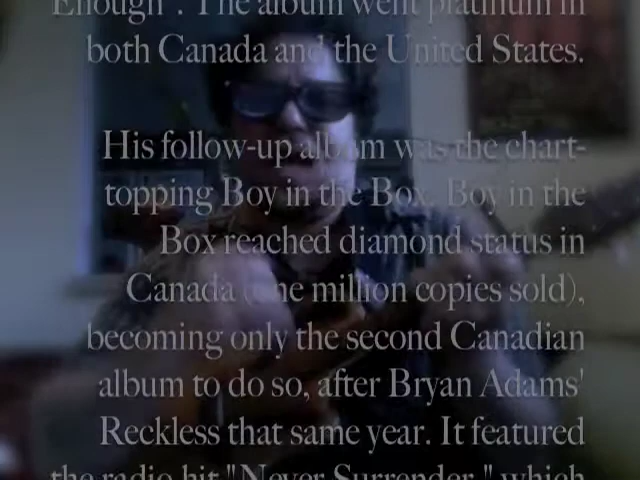 Enough". The album went platinum in
both Canada and the United States.
His follow-up album was the chart-
topping Boy in the Box. Boy in the
Box reached diamond status in
Canada (one million copies sold),
becoming only the second Canadian
album to do so, after Bryan Adams'
Reckless that same year. It featured
the radio hit "Never Surrender," which